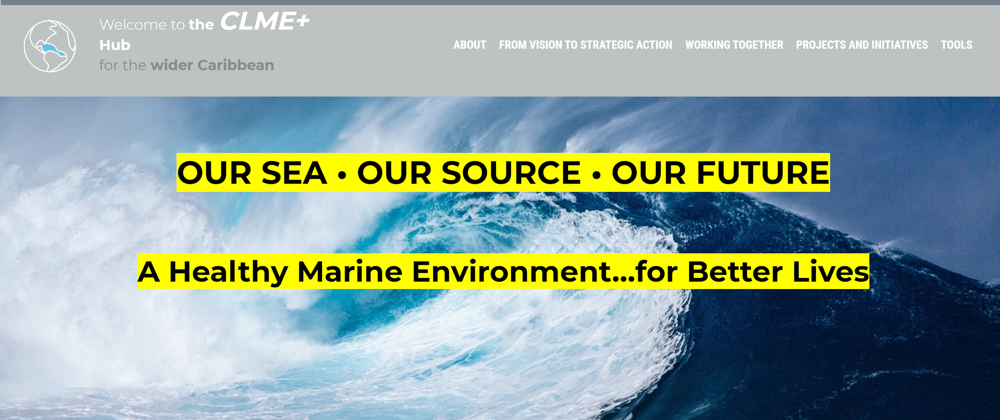 Welcome to the CLME+
Hub
for the wider Caribbean
ABOUT FROM VISION TO STRATEGIC ACTION WORKING TOGETHER PROJECTS AND INITIATIVES TOOLS
OUR SEA • OUR SOURCE • OUR FUTURE
A Healthy Marine Environment...for Better Lives